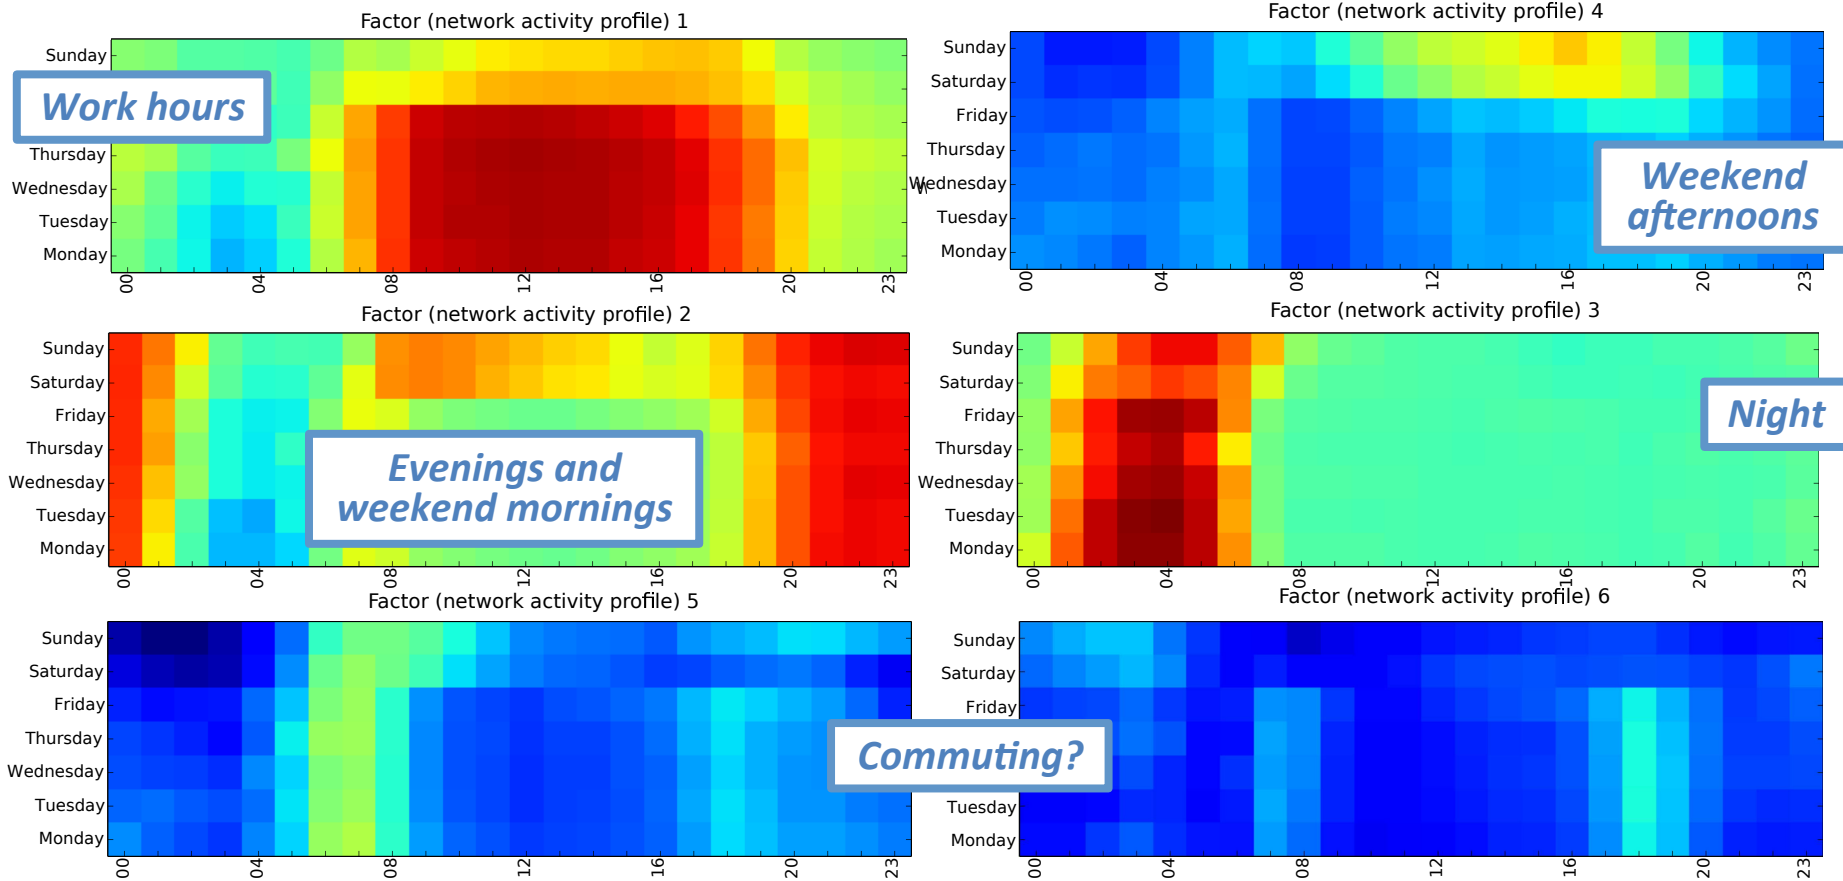 Factor (network activity profile) 1
Sunday
Work hours
Thursday
Wednesday
Tuesday
Monday
00
04
08
12
16
20
23
Factor (network activity profile) 4
Sunday
Saturday
Friday
Thursday
Wednesday
Tuesday
Monday
Weekend
afternoons
00
04
08
12
16
20
23
Factor (network activity profile) 2
Sunday
Saturday
Friday
Thursday
Wednesday
Tuesday
Monday
Evenings and
weekend mornings
00
04
08
12
16
20
23
Factor (network activity profile) 3
Sunday
Saturday
Friday
Thursday
Wednesday
Tuesday
Monday
Night
00
04
08
12
16
20
23
Factor (network activity profile) 5
Sunday
Saturday
Friday
Thursday
Wednesday
Tuesday
Monday
00
04
08
12
16
20
23
Commuting?
Factor (network activity profile) 6
Sunday
Saturday
Friday
Tuesday
Monday
00
04
08
12
16
20
23